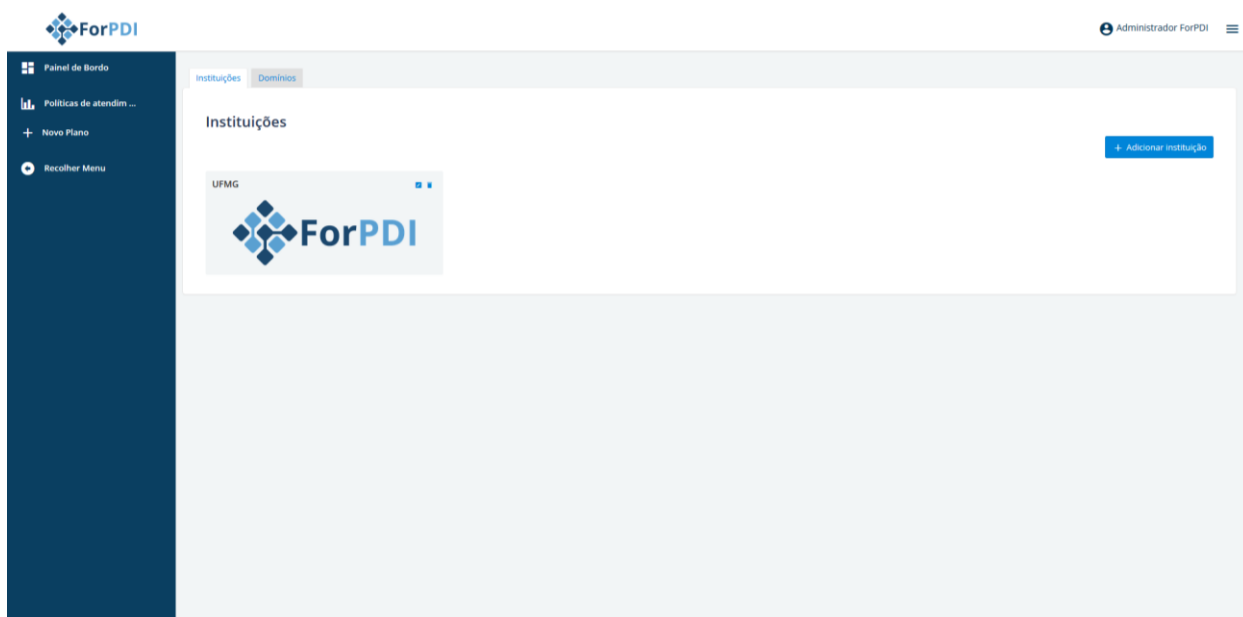 ForPDI
Administrador ForPDI
Painel de Bordo
Políticas de atendim ...
Novo Plano
Recolher Menu
Instituições
Domínios
Instituições
+ Adicionar instituição
UFMG
ForPDI